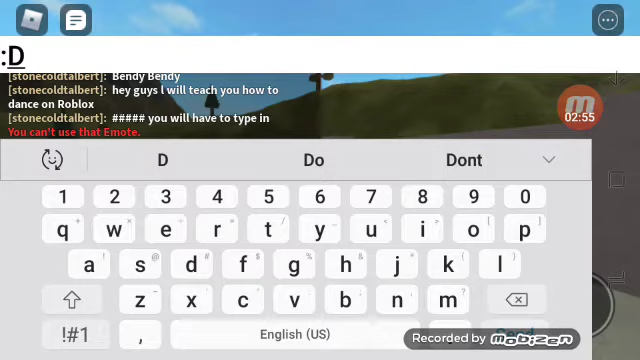 :D
[stonecoldtalbert]: Bendy Bendy
[stonecoldtalbert]: hey guys l will teach you how to
dance on Roblox
[stonecoldtalbert]: ##### you will have to type in
You can't use that Emote.
02:55
D Do Dont
1 2 3 4 5 6 7 8 9 0
q w e r t y u i o p
a s d f g h j k l
z x c v b n m
!#1 , English (US)
Recorded by mobizen